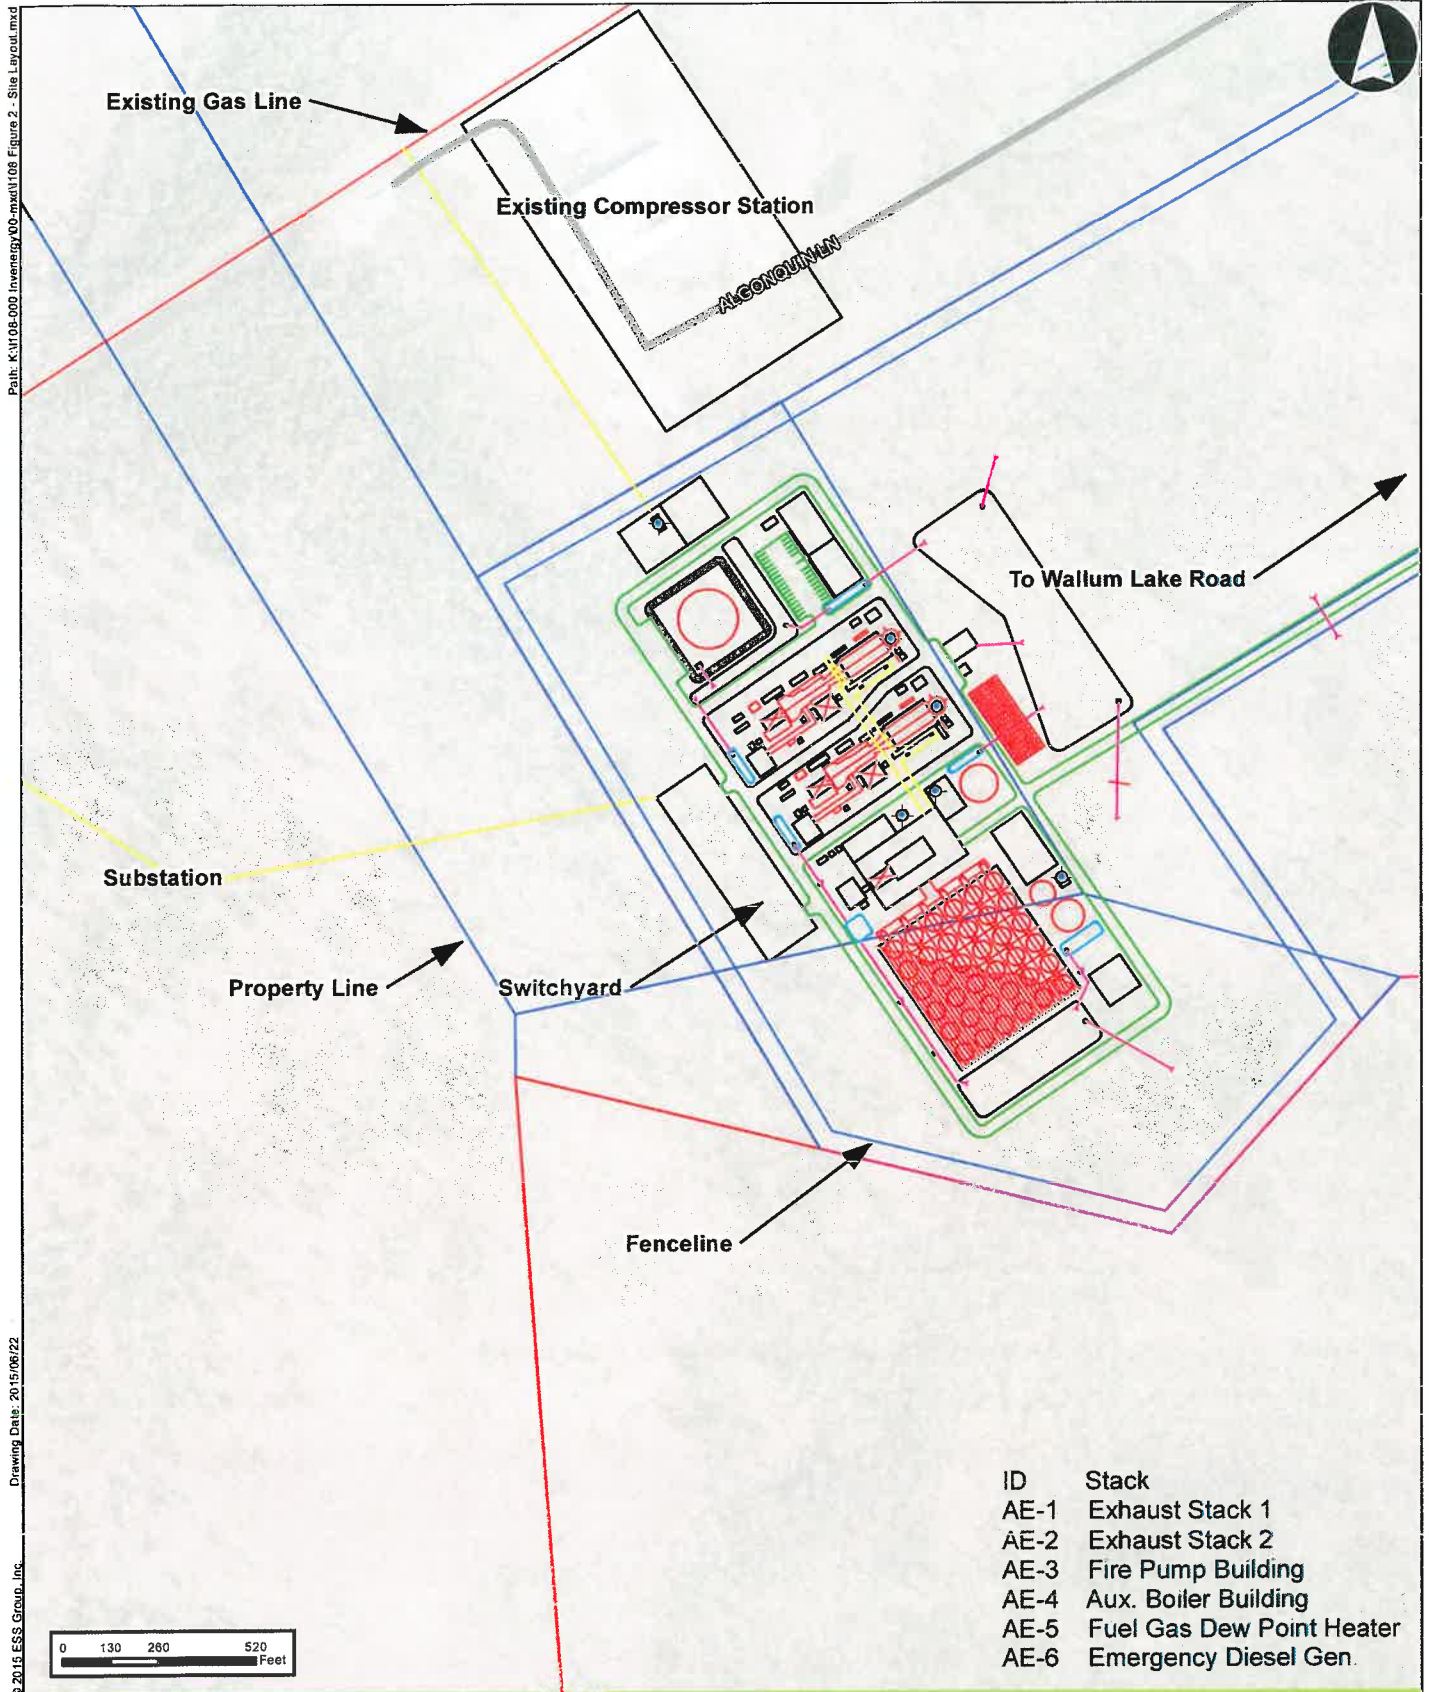 Path: K:\I108-000 Invenergy\00-mxd\I108 Figure 2 - Site Layout.mxd
Existing Gas Line
Existing Compressor Station
ALGONQUIN LN
To Wallum Lake Road
Substation
Property Line
Switchyard
Fenceline
Drawing Date: 2015/06/22
2015 ESS Group, Inc.
ID Stack
AE-1 Exhaust Stack 1
AE-2 Exhaust Stack 2
AE-3 Fire Pump Building
AE-4 Aux. Boiler Building
AE-5 Fuel Gas Dew Point Heater
AE-6 Emergency Diesel Gen.
0 130 260 520
Feet